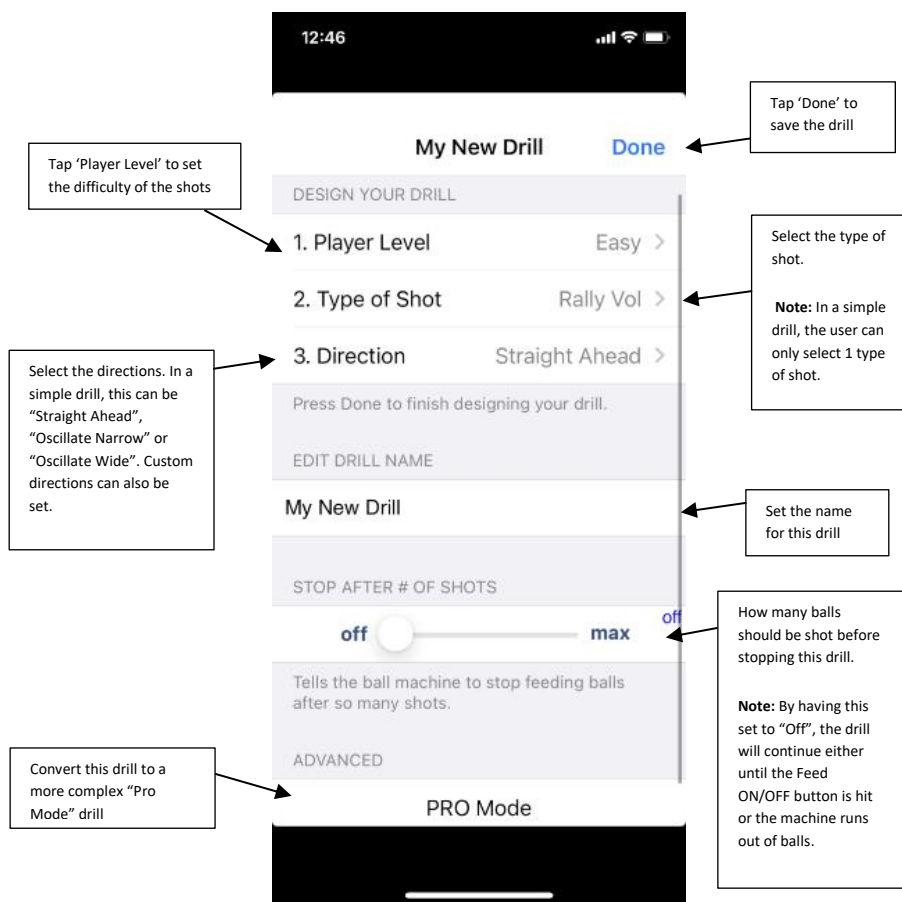 12:46
Tap ‘Done’ to
save the drill
My New Drill
Done
Tap ‘Player Level’ to set
the difficulty of the shots
DESIGN YOUR DRILL
1. Player Level
Easy >
2. Type of Shot
Rally Vol >
3. Direction
Straight Ahead >
Select the type of
shot.
Note: In a simple
drill, the user can
only select 1 type
of shot.
Select the directions. In a
simple drill, this can be
“Straight Ahead”,
“Oscillate Narrow” or
“Oscillate Wide”. Custom
directions can also be
set.
Press Done to finish designing your drill.
EDIT DRILL NAME
My New Drill
Set the name
for this drill
STOP AFTER # OF SHOTS
off
max
off
Tells the ball machine to stop feeding balls
after so many shots.
How many balls
should be shot before
stopping this drill.
Note: By having this
set to “Off”, the drill
will continue either
until the Feed
ON/OFF button is hit
or the machine runs
out of balls.
ADVANCED
PRO Mode
Convert this drill to a
more complex “Pro
Mode” drill